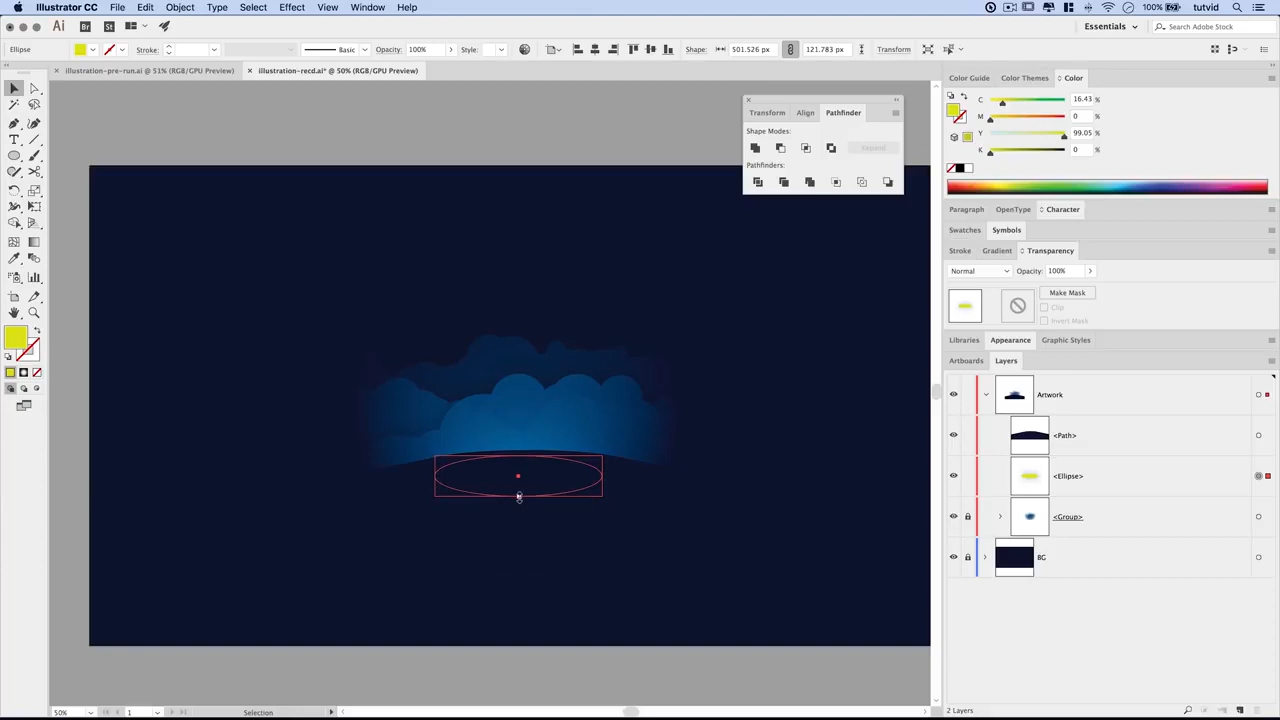 Illustrator CC File Edit Object Type Select Effect View Window Help 100% tutvid
Ai Br St Essentials Search Adobe Stock
Ellipse Stroke: Basic Opacity: 100% Style: Shape: 501.526 px 121.783 px Transform
illustration-pre-run.ai @ 51% (RGB/GPU Preview) illustration-recd.ai* @ 50% (RGB/GPU Preview)
Color Guide Color Themes Color
C 16.43 %
M 0 %
Y 99.05 %
K 0 %
Transform Align Pathfinder
Shape Modes:
Expand
Pathfinders:
Paragraph OpenType Character
Swatches Symbols
Stroke Gradient Transparency
Normal Opacity: 100%
Make Mask
Clip
Invert Mask
Libraries Appearance Graphic Styles
Artboards Layers
Artwork
<Path>
<Ellipse>
<Group>
BG
50% 1 Selection
2 Layers